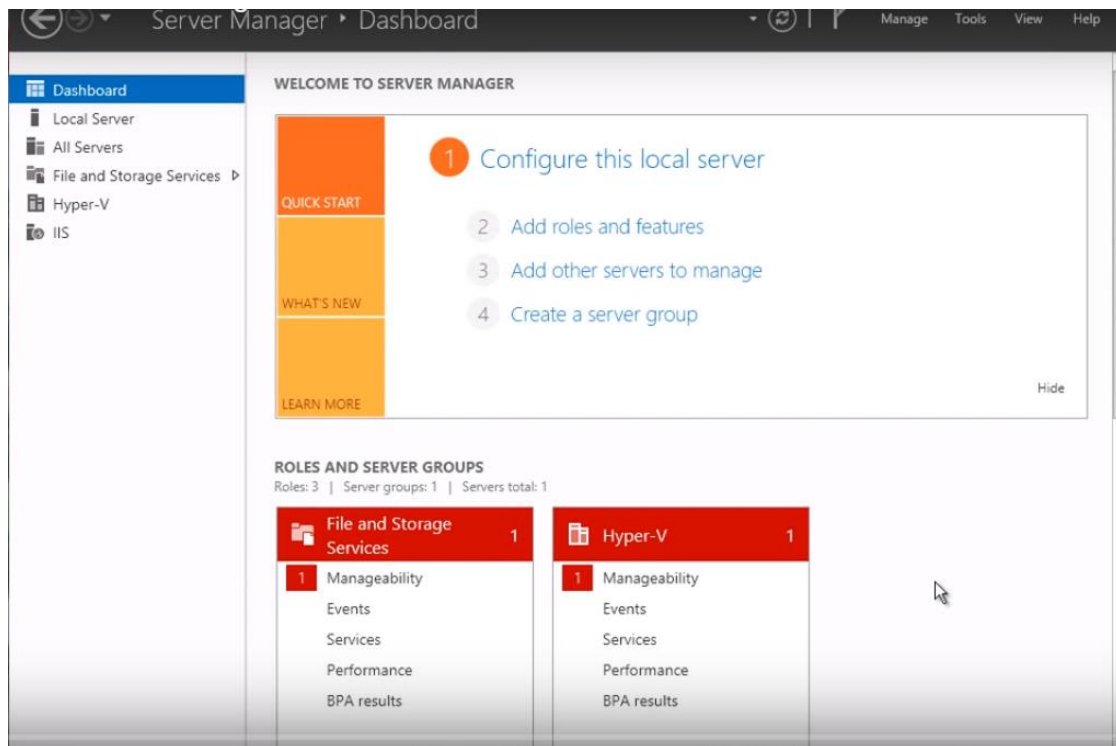 Server Manager ‣ Dashboard
Manage Tools View Help
Dashboard
Local Server
All Servers
File and Storage Services
Hyper-V
IIS
WELCOME TO SERVER MANAGER
QUICK START
WHAT'S NEW
LEARN MORE
1 Configure this local server
2 Add roles and features
3 Add other servers to manage
4 Create a server group
Hide
ROLES AND SERVER GROUPS
Roles: 3 | Server groups: 1 | Servers total: 1
File and Storage
Services
1
1 Manageability
Events
Services
Performance
BPA results
Hyper-V 1
1 Manageability
Events
Services
Performance
BPA results